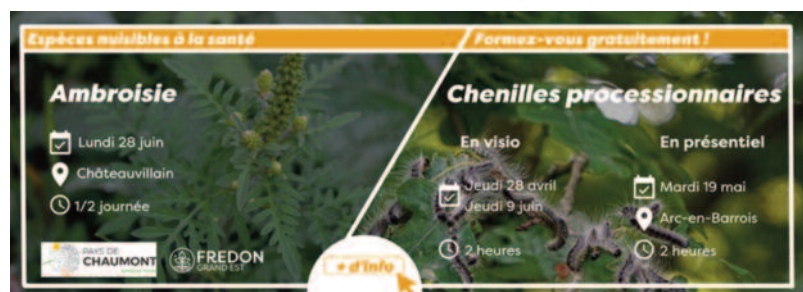 Espèces nuisibles à la santé
Formez-vous gratuitement !
Ambroisie
Lundi 28 juin
Châteauvillain
1/2 journée
PAYS DE
CHAUMONT
FREDON
GRAND EST
Chenilles processionnaires
En visio
Jeudi 28 avril
Jeudi 9 juin
2 heures
En présentiel
Mardi 19 mai
Arc-en-Barrois
2 heures
+ d'info